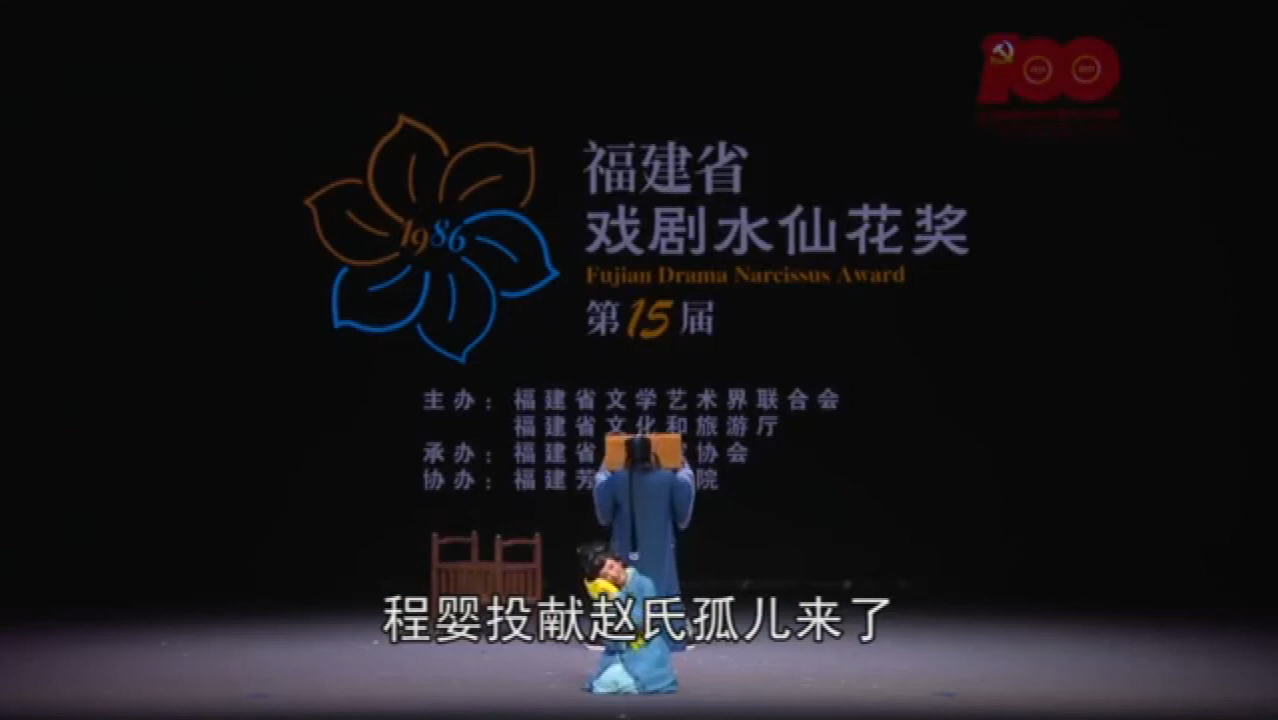 100
福建省
戏剧水仙花奖
1986
Fujian Drama Narcissus Award
第15届
主办：福建省文学艺术界联合会
福建省文化和旅游厅
承办：福建省 协会
协办：福建芳 院
程婴投献赵氏孤儿来了